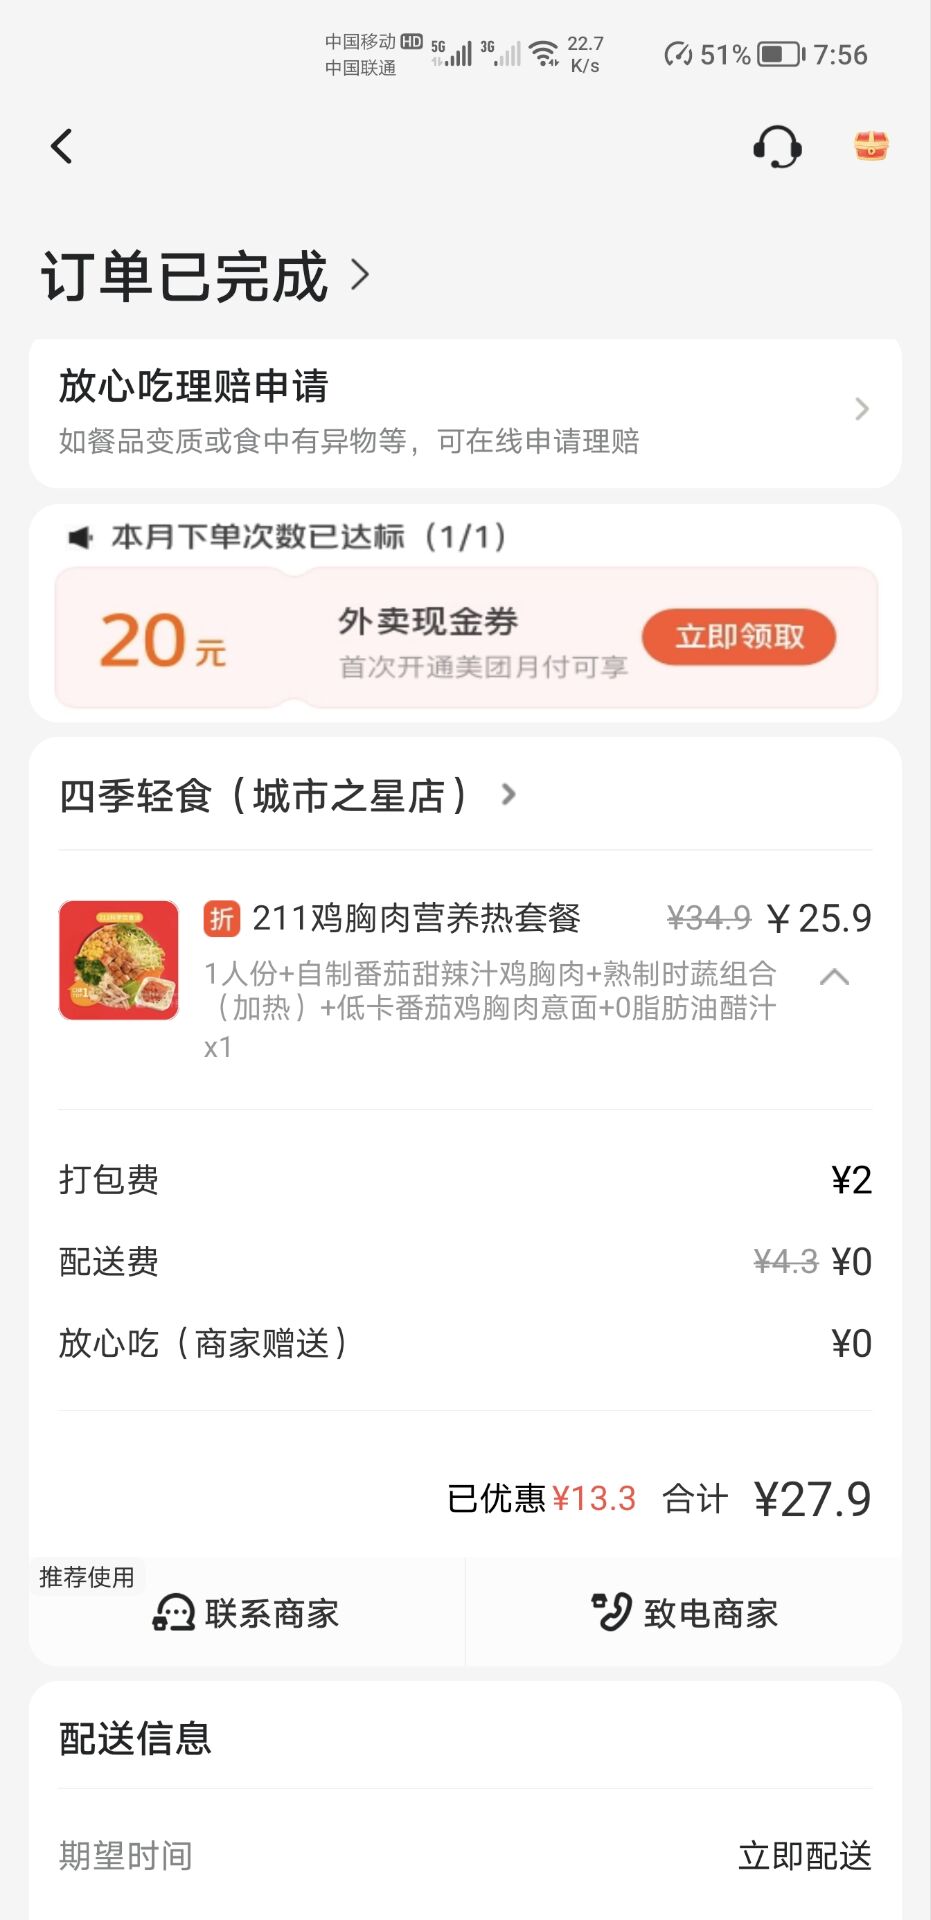 中国移动 HD 5G 3G 22.7 K/s 51% 7:56
中国联通
订单已完成
放心吃理赔申请
如餐品变质或食中有异物等，可在线申请理赔
本月下单次数已达标（1/1）
20元 外卖现金券 立即领取
首次开通美团月付可享
四季轻食（城市之星店）
折 211鸡胸肉营养热套餐 ¥34.9 ¥25.9
1人份+自制番茄甜辣汁鸡胸肉+熟制时蔬组合
（加热）+低卡番茄鸡胸肉意面+0脂肪油醋汁
x1
打包费 ¥2
配送费 ¥4.3 ¥0
放心吃（商家赠送） ¥0
已优惠¥13.3 合计 ¥27.9
推荐使用
联系商家 致电商家
配送信息
期望时间 立即配送